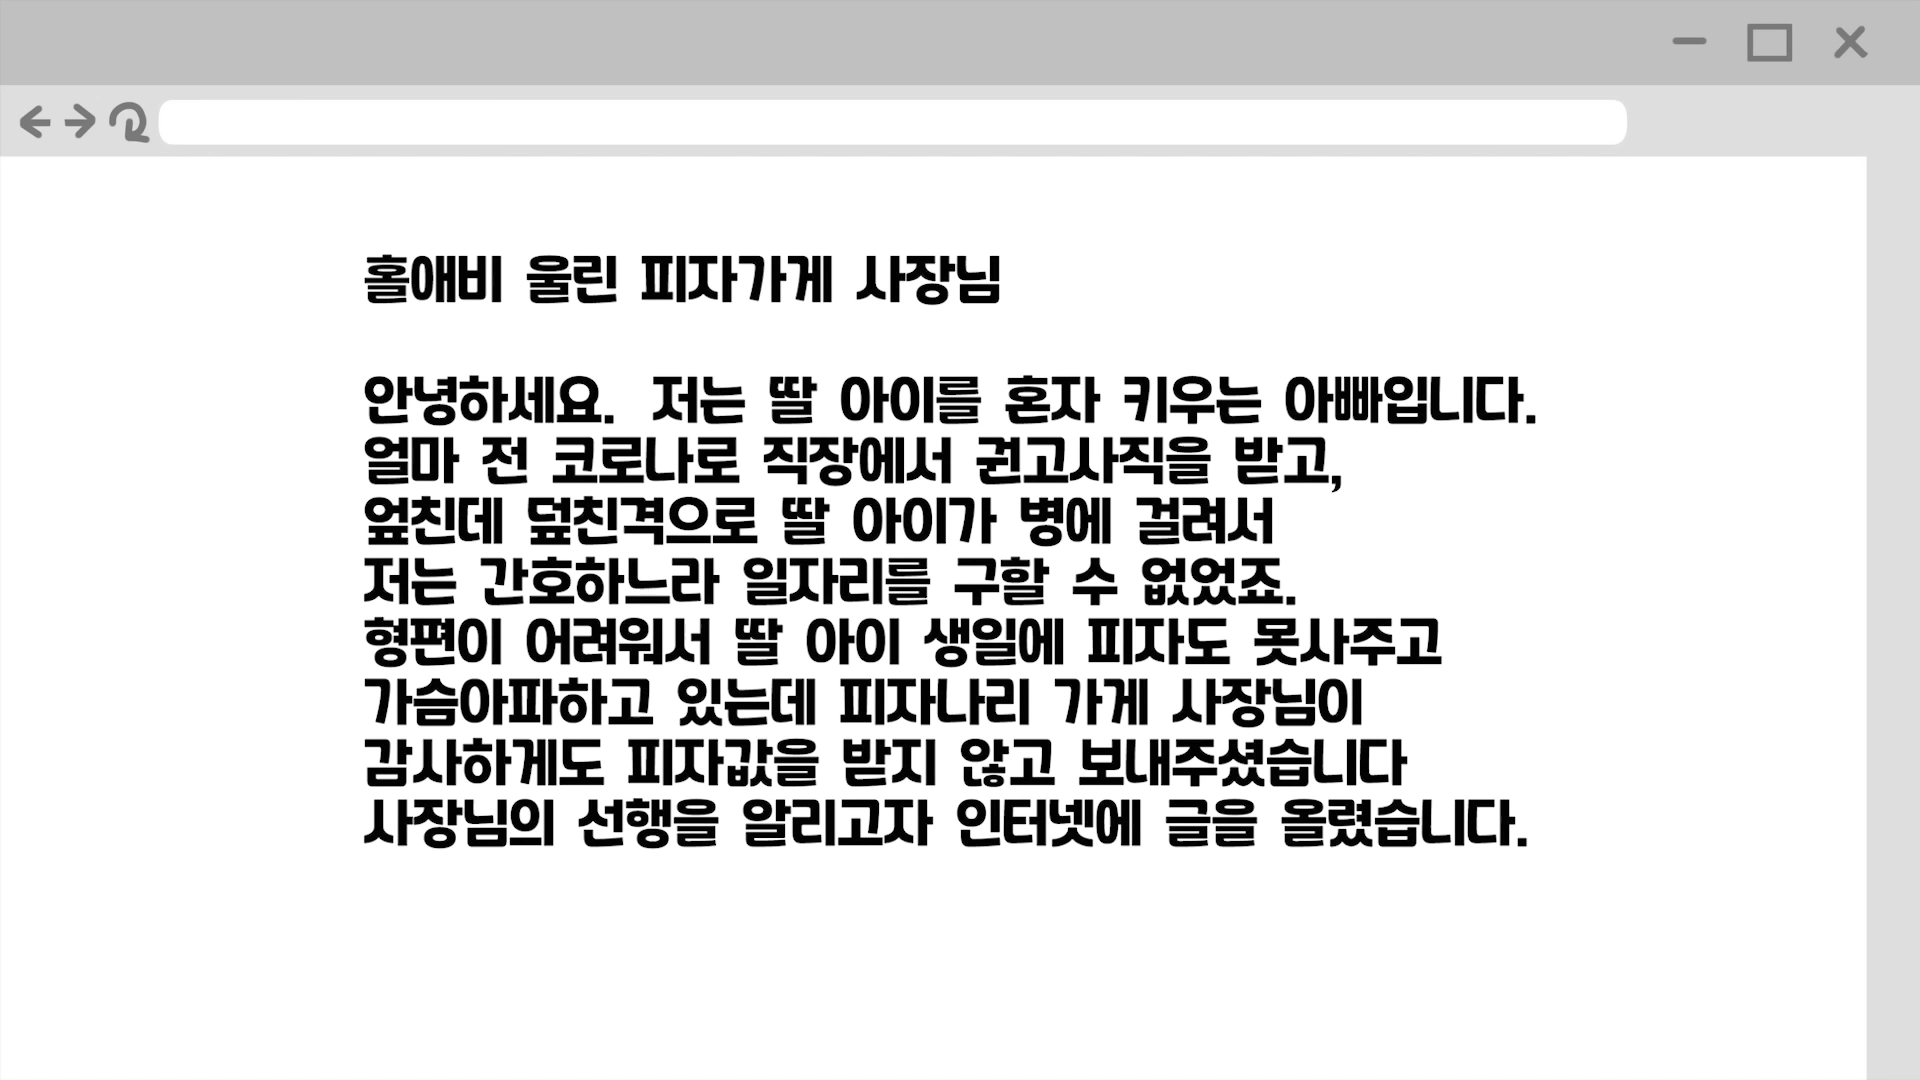 홀애비 울린 피자가게 사장님
안녕하세요. 저는 딸 아이를 혼자 키우는 아빠입니다.
얼마 전 코로나로 직장에서 권고사직을 받고,
엎친데 덮친격으로 딸 아이가 병에 걸려서
저는 간호하느라 일자리를 구할 수 없었죠.
형편이 어려워서 딸 아이 생일에 피자도 못사주고
가슴아파하고 있는데 피자나리 가게 사장님이
감사하게도 피자값을 받지 않고 보내주셨습니다
사장님의 선행을 알리고자 인터넷에 글을 올렸습니다.